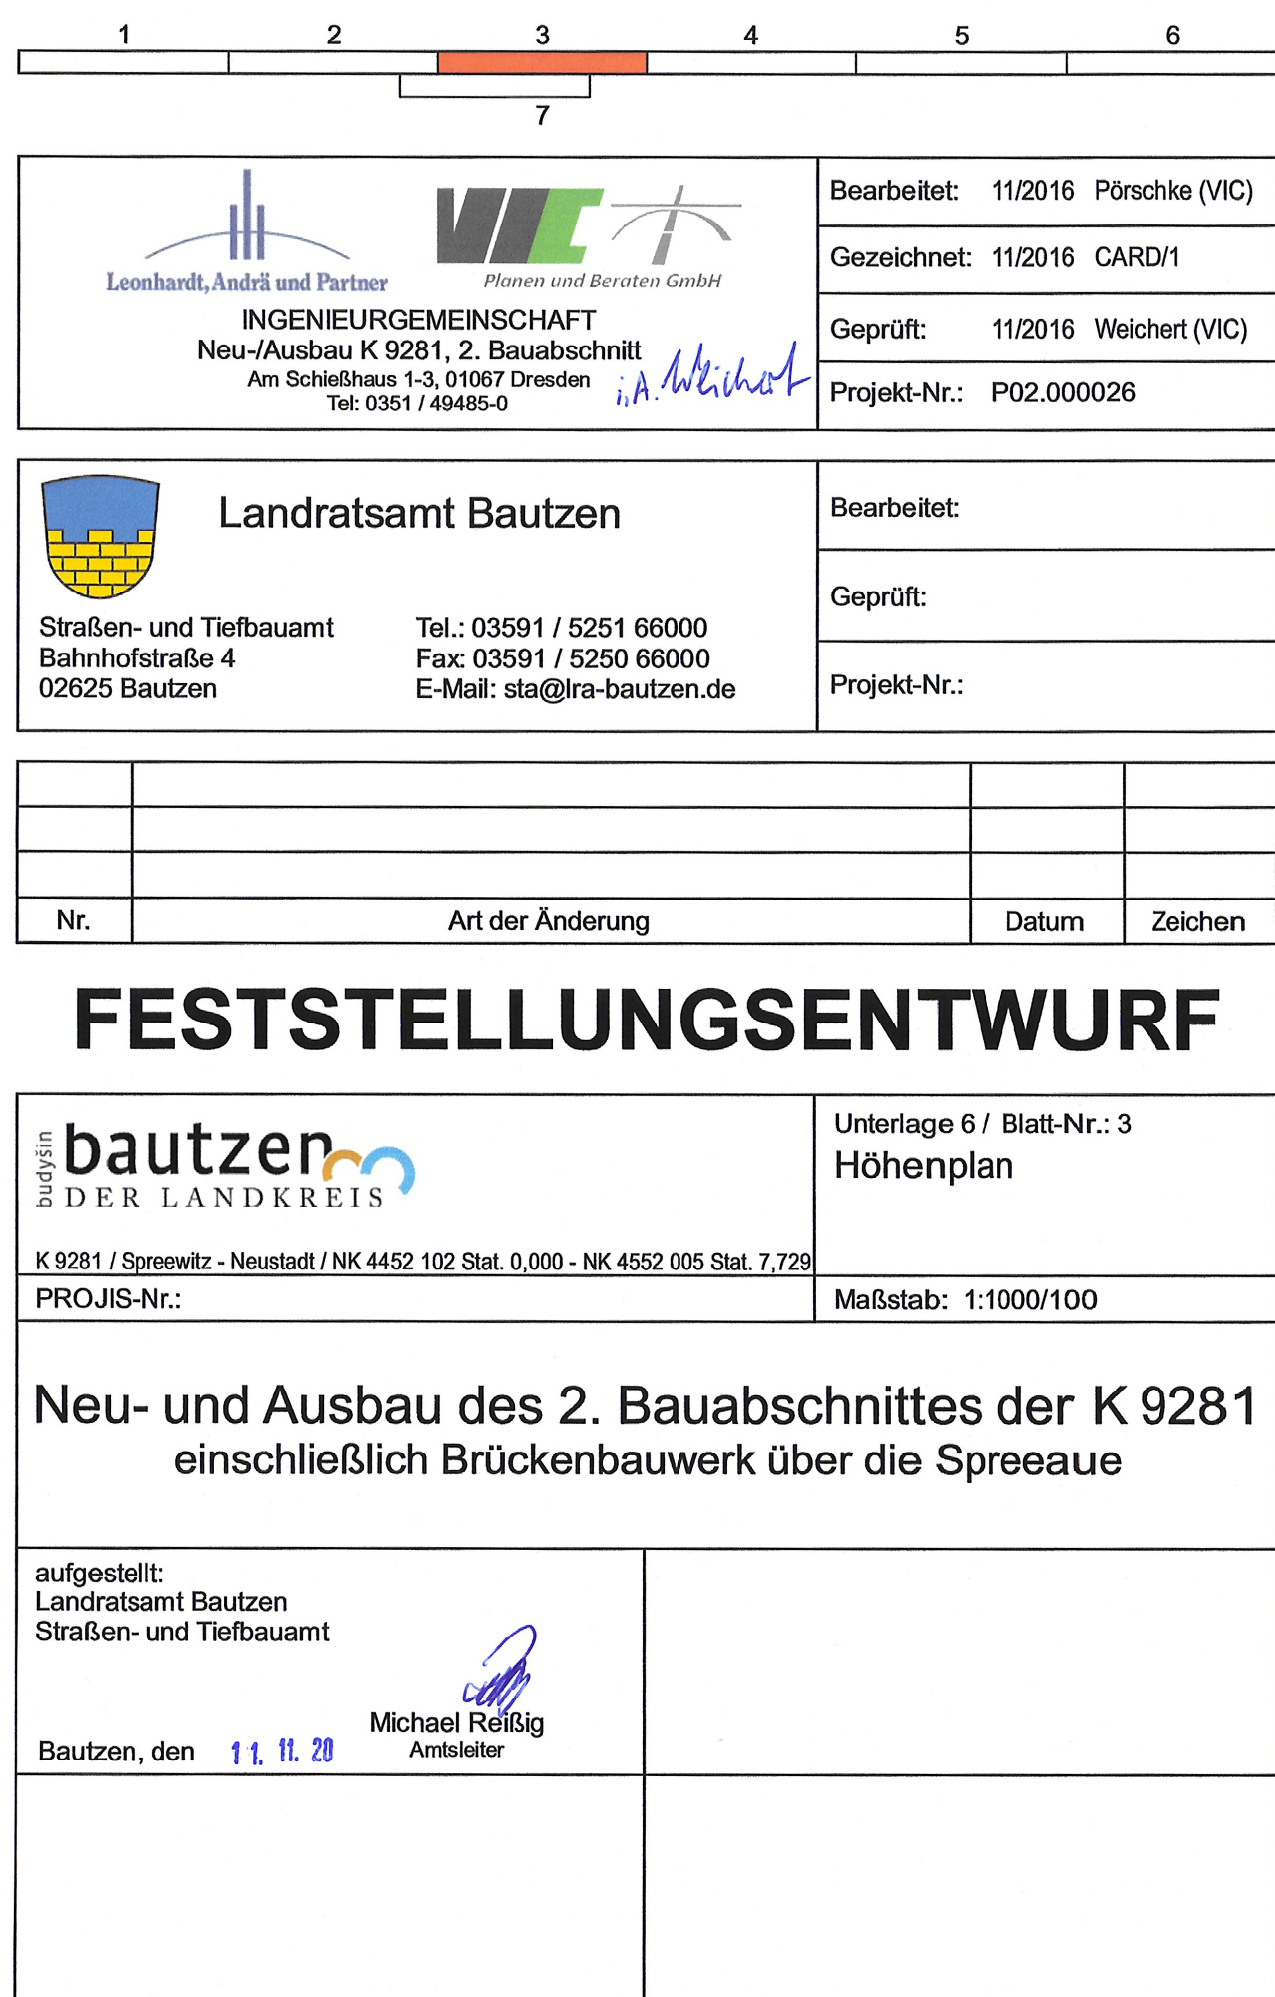 1 2 3 4 5 6
7
Leonhardt, Andrä und Partner
VIC
Planen und Beraten GmbH
INGENIEURGEMEINSCHAFT
Neu-/Ausbau K 9281, 2. Bauabschnitt
Am Schießhaus 1-3, 01067 Dresden
Tel: 0351 / 49485-0
i.A. Weichert
Bearbeitet: 11/2016 Pörschke (VIC)
Gezeichnet: 11/2016 CARD/1
Geprüft: 11/2016 Weichert (VIC)
Projekt-Nr.: P02.000026
Landratsamt Bautzen
Straßen- und Tiefbauamt
Bahnhofstraße 4
02625 Bautzen
Tel.: 03591 / 5251 66000
Fax: 03591 / 5250 66000
E-Mail: sta@lra-bautzen.de
Bearbeitet:
Geprüft:
Projekt-Nr.:
Nr. Art der Änderung Datum Zeichen
FESTSTELLUNGSENTWURF
budyšin
bautzen
DER LANDKREIS
K 9281 / Spreewitz - Neustadt / NK 4452 102 Stat. 0,000 - NK 4552 005 Stat. 7,729
Unterlage 6 / Blatt-Nr.: 3
Höhenplan
PROJIS-Nr.:
Maßstab: 1:1000/100
Neu- und Ausbau des 2. Bauabschnittes der K 9281
einschließlich Brückenbauwerk über die Spreeaue
aufgestellt:
Landratsamt Bautzen
Straßen- und Tiefbauamt
Michael Reißig
Amtsleiter
Bautzen, den 11. 11. 20